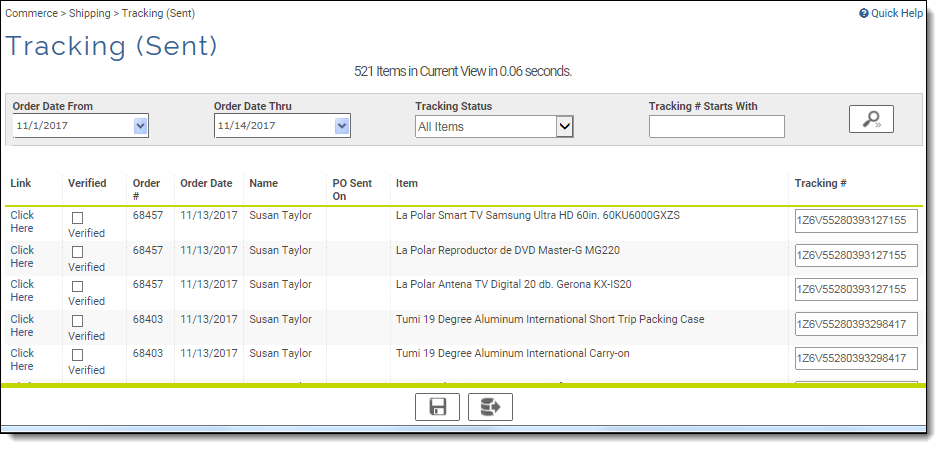 Commerce > Shipping > Tracking (Sent)
Quick Help
Tracking (Sent)
521 Items in Current View in 0.06 seconds.
Order Date From Order Date Thru Tracking Status Tracking # Starts With
11/1/2017 11/14/2017 All Items
Link Verified Order # Order Date Name PO Sent On Item Tracking #
Click Here Verified 68457 11/13/2017 Susan Taylor La Polar Smart TV Samsung Ultra HD 60in. 60KU6000GXZS 1Z6V55280393127155
Click Here Verified 68457 11/13/2017 Susan Taylor La Polar Reproductor de DVD Master-G MG220 1Z6V55280393127155
Click Here Verified 68457 11/13/2017 Susan Taylor La Polar Antena TV Digital 20 db. Gerona KX-IS20 1Z6V55280393127155
Click Here Verified 68403 11/13/2017 Susan Taylor Tumi 19 Degree Aluminum International Short Trip Packing Case 1Z6V55280393298417
Click Here Verified 68403 11/13/2017 Susan Taylor Tumi 19 Degree Aluminum International Carry-on 1Z6V55280393298417